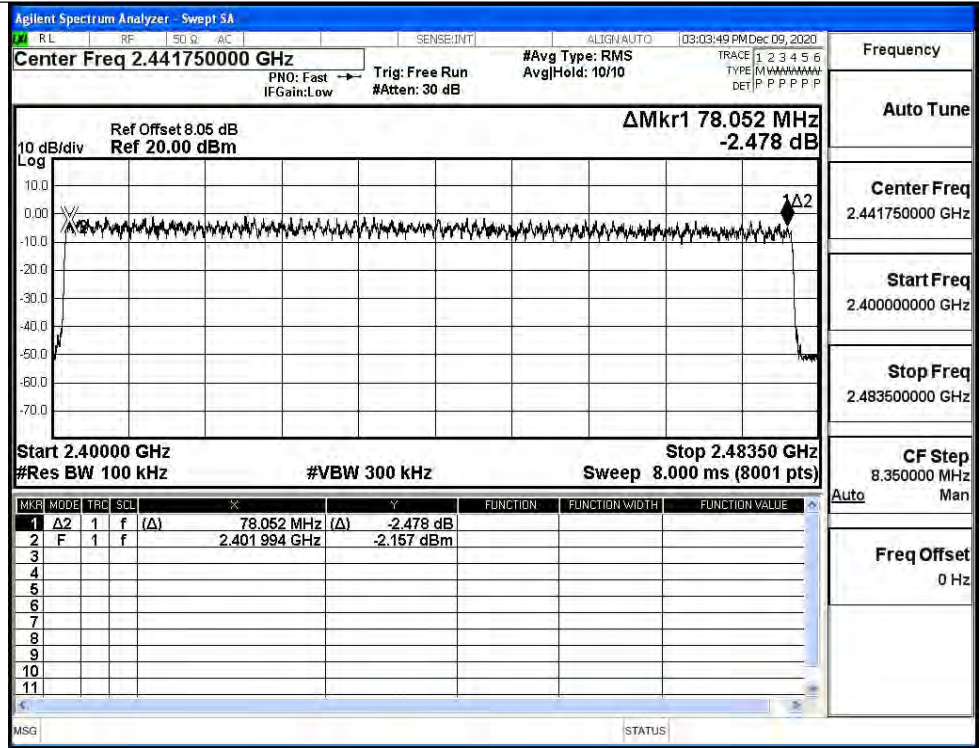 Agilent Spectrum Analyzer - Swept SA
RL RF 50 Ω AC SENSE:INT ALIGN AUTO 03:03:49 PM Dec 09, 2020
Center Freq 2.441750000 GHz
PNO: Fast
IFGain:Low
Trig: Free Run
#Atten: 30 dB
#Avg Type: RMS
Avg|Hold: 10/10
TRACE 1 2 3 4 5 6
TYPE M WWWWW
DET P P P P P P
Ref Offset 8.05 dB
10 dB/div Ref 20.00 dBm
Log
ΔMkr1 78.052 MHz
-2.478 dB
10.0
0.00
-10.0
-20.0
-30.0
-40.0
-50.0
-60.0
-70.0
1Δ2
Start 2.40000 GHz Stop 2.48350 GHz
#Res BW 100 kHz #VBW 300 kHz Sweep 8.000 ms (8001 pts)
MKR MODE TRC SCL X Y FUNCTION FUNCTION WIDTH FUNCTION VALUE
1 Δ2 1 f (Δ) 78.052 MHz (Δ) -2.478 dB
2 F 1 f 2.401 994 GHz -2.157 dBm
3
4
5
6
7
8
9
10
11
MSG STATUS
Frequency
Auto Tune
Center Freq
2.441750000 GHz
Start Freq
2.400000000 GHz
Stop Freq
2.483500000 GHz
CF Step
8.350000 MHz
Auto Man
Freq Offset
0 Hz